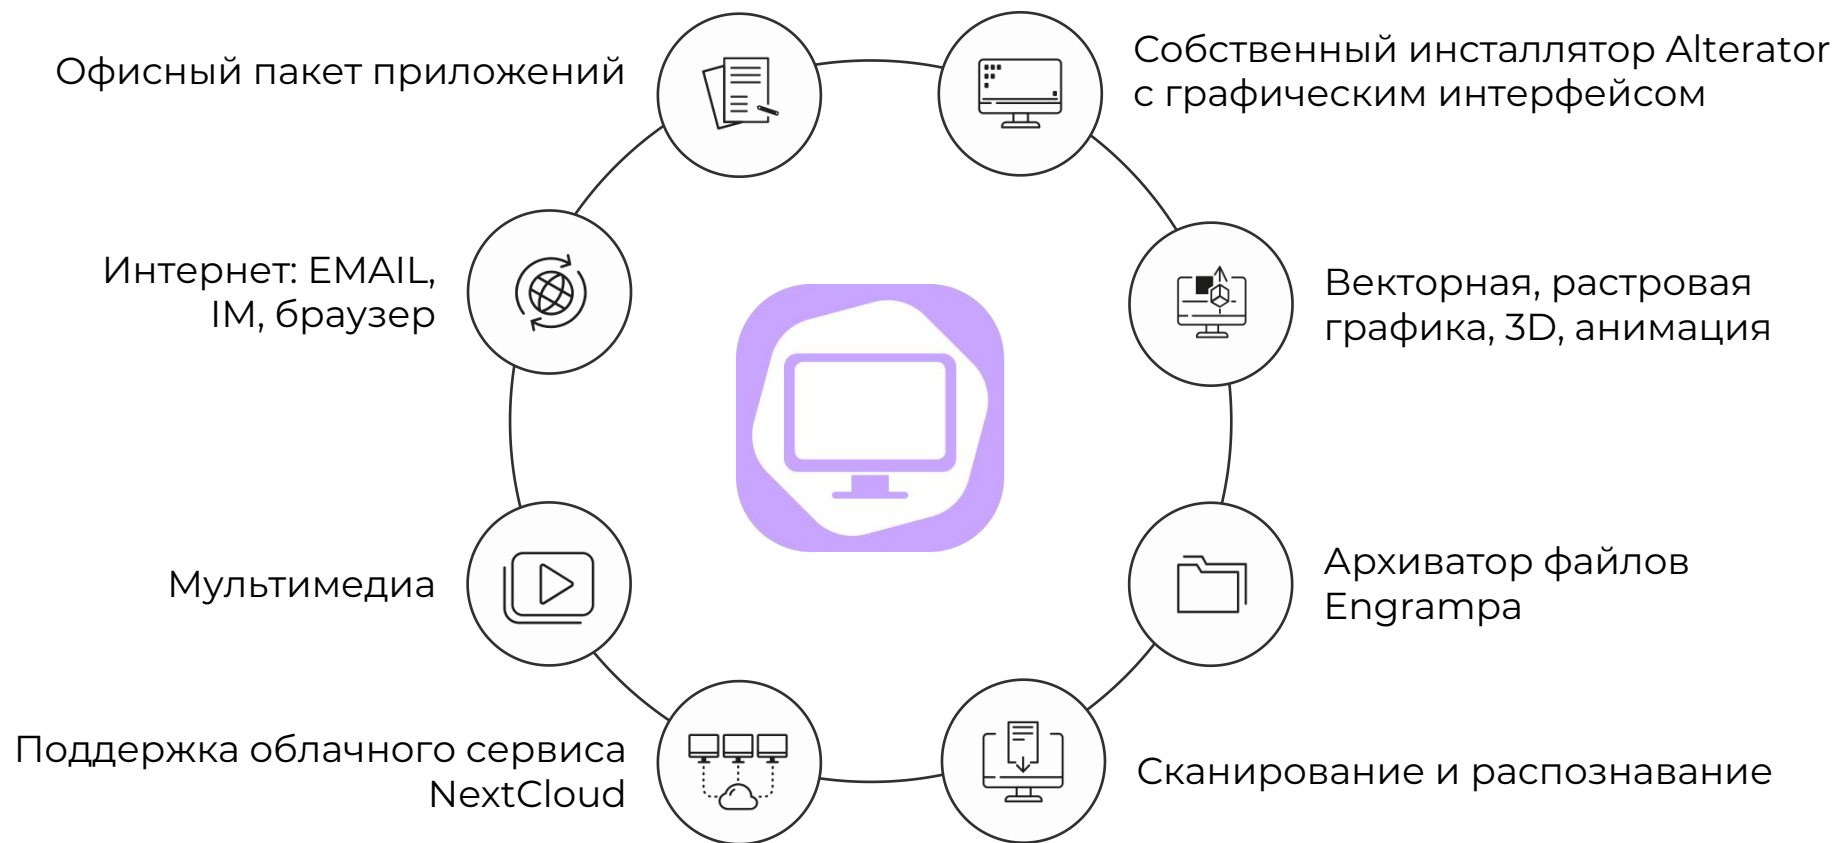 Офисный пакет приложений
Собственный инсталлятор Alterator
с графическим интерфейсом
Интернет: EMAIL,
IM, браузер
Векторная, растровая
графика, 3D, анимация
Мультимедиа
Архиватор файлов
Engrampa
Поддержка облачного сервиса
NextCloud
Сканирование и распознавание